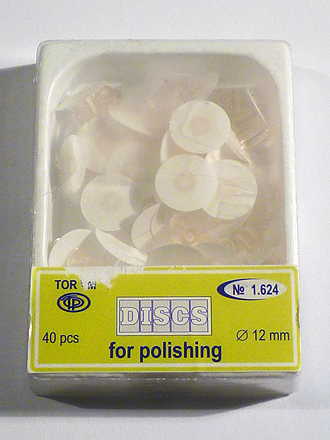 TOR
№ 1.624
DISCS
40 pcs
Ø 12 mm
for polishing